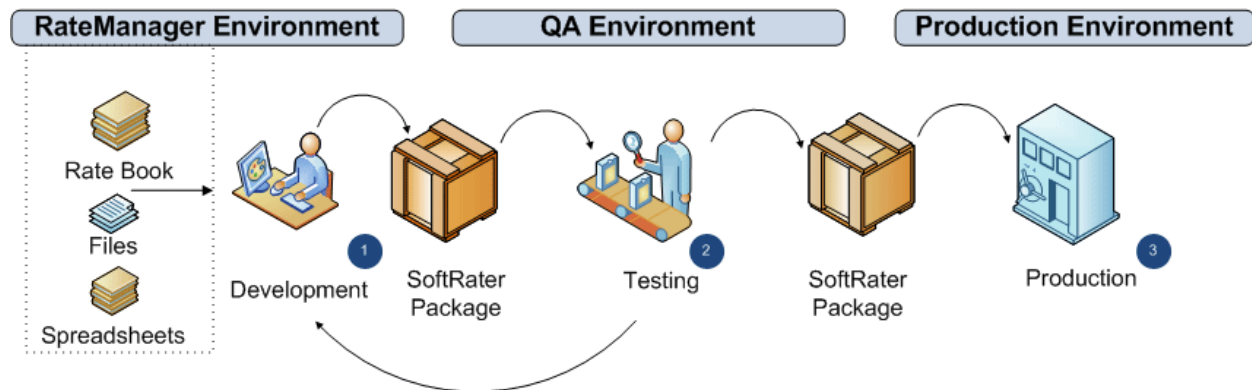 RateManager Environment
QA Environment
Production Environment
Rate Book
Files
Spreadsheets
1
Development
SoftRater
Package
2
Testing
SoftRater
Package
3
Production